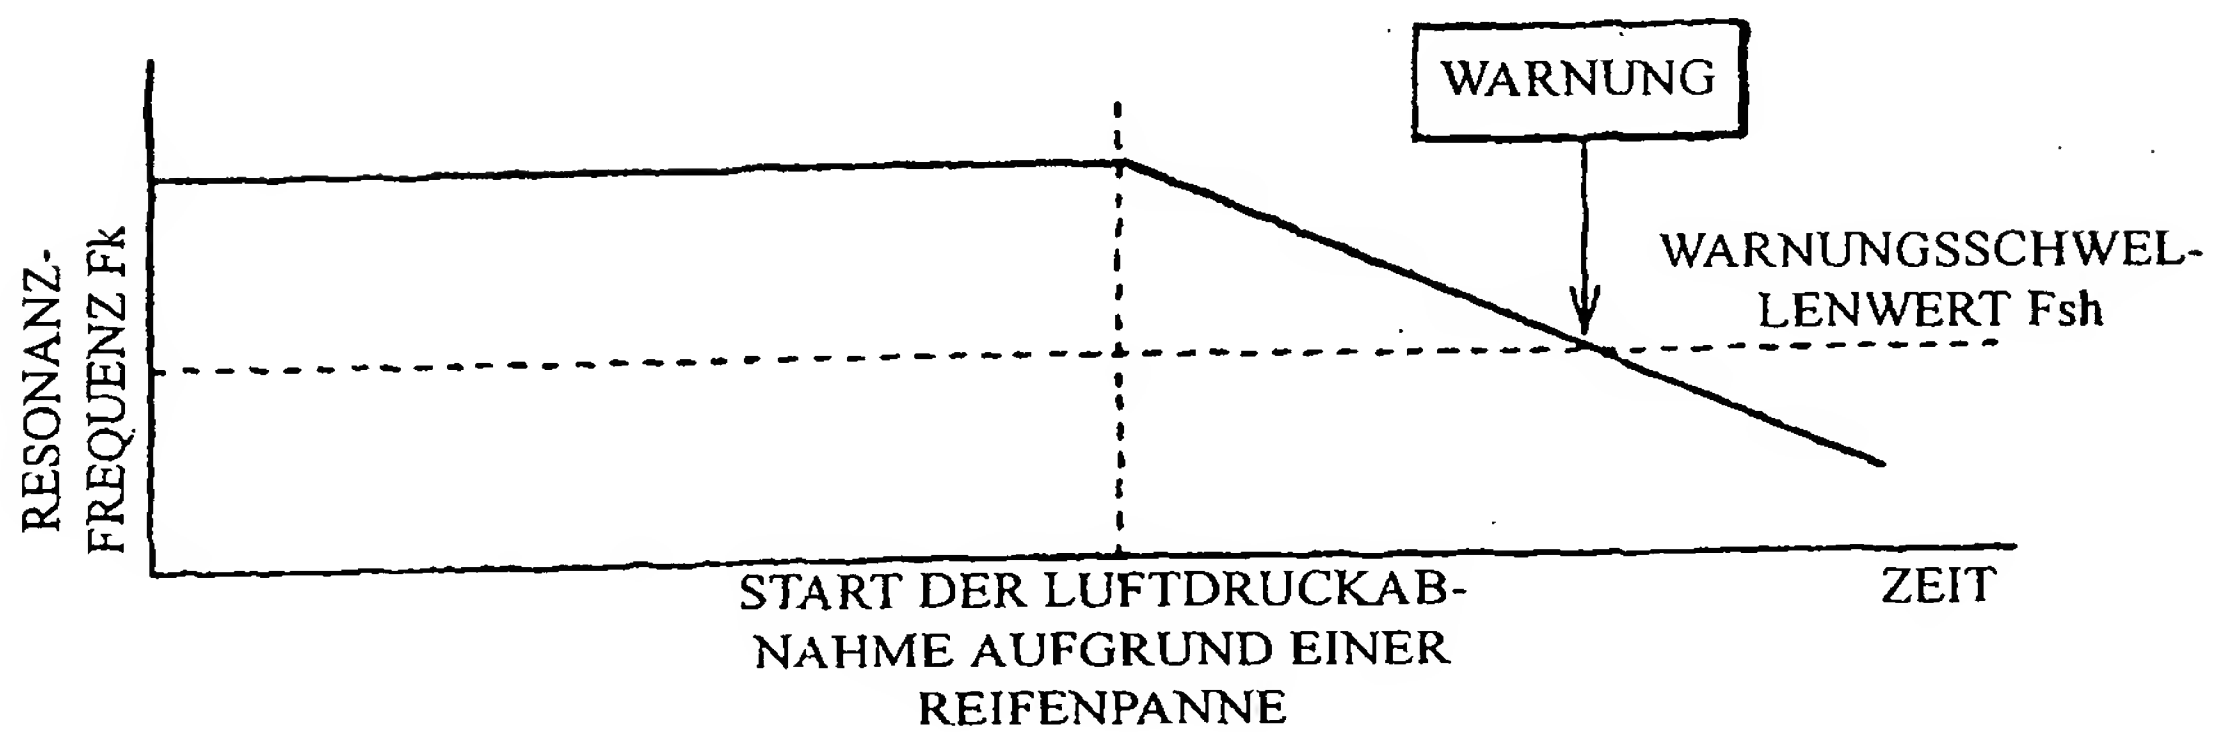 WARNUNG
RESONANZ-
FREQUENZ Fk
WARNUNGSSCHWEL-
LENWERT Fsh
START DER LUFTDRUCKAB-
NAHME AUFGRUND EINER
REIFENPANNE
ZEIT